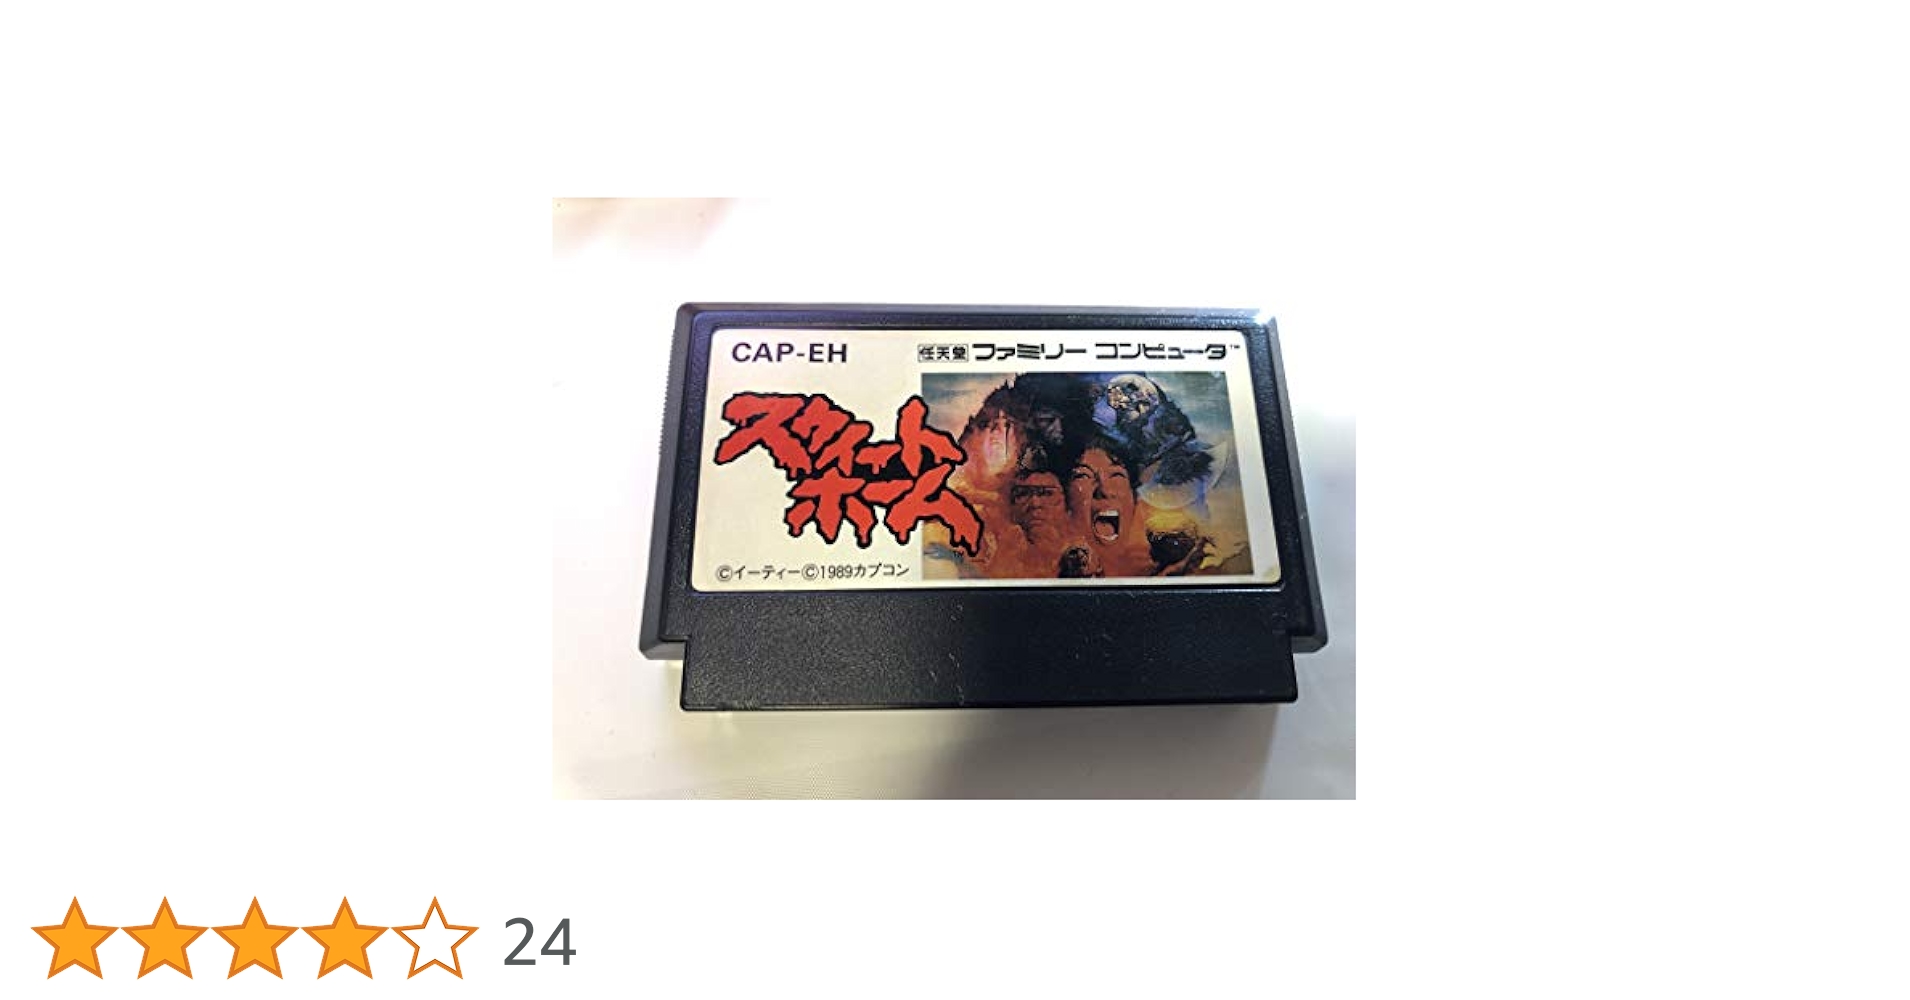 CAP-EH
任天堂 ファミリー コンピュータ™
スウィート
ホーム
TM
©イーティー©1989カプコン
24